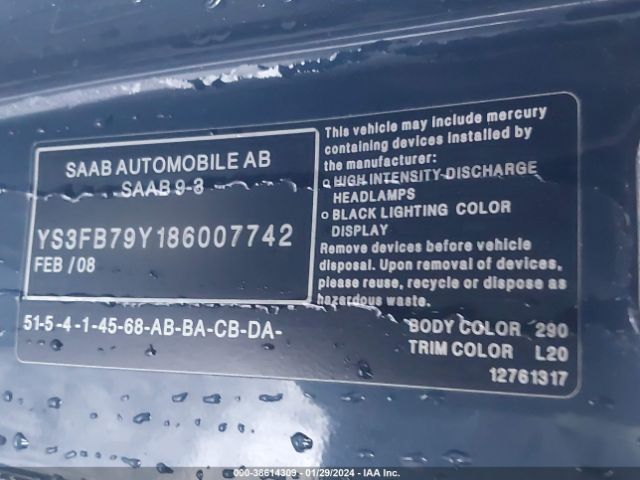 SAAB AUTOMOBILE AB
SAAB 9-3
YS3FB79Y186007742
FEB / 08
This vehicle may include mercury
containing devices installed by
the manufacturer:
o HIGH INTENSITY-DISCHARGE
HEADLAMPS
o BLACK LIGHTING COLOR
DISPLAY
Remove devices before vehicle
disposal. Upon removal of devices,
please reuse, recycle or dispose as
hazardous waste.
51-5-4-1-45-68-AB-BA-CB-DA-
BODY COLOR 290
TRIM COLOR L20
12761317
000-38614309 - 01/29/2024 - IAA Inc.